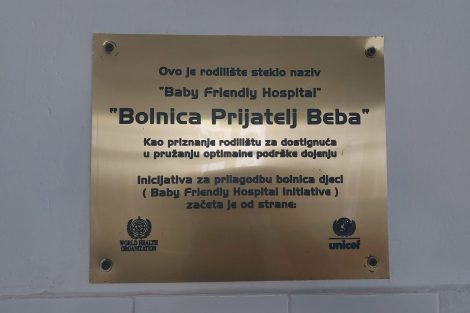 Ovo je rodilište steklo naziv
"Baby Friendly Hospital"
"Bolnica Prijatelj Beba"
Kao priznanje rodilištu za dostignuća
u pružanju optimalne podrške dojenju
Inicijativa za prilagodbu bolnica djeci
( Baby Friendly Hospital Initiative )
začeta je od strane:
WORLD HEALTH
ORGANIZATION
unicef